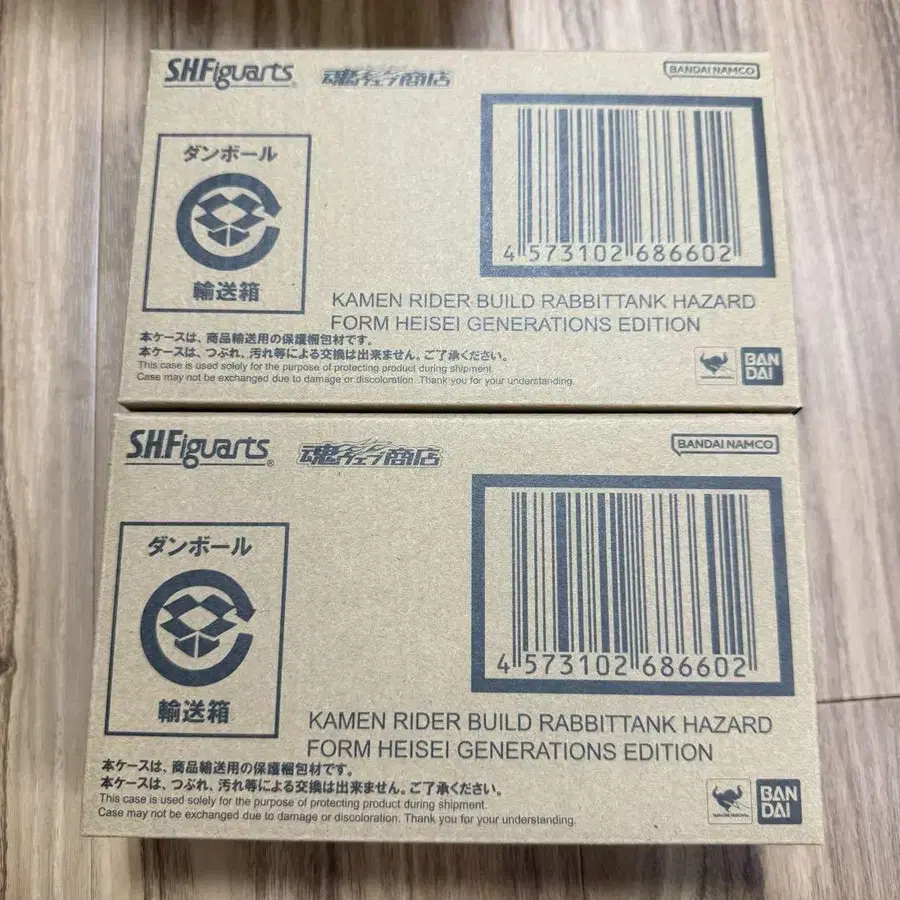 S.H.Figuarts
魂ウェブ商店
BANDAI NAMCO
ダンボール
輸送箱
4 573102 686602
KAMEN RIDER BUILD RABBITTANK HAZARD
FORM HEISEI GENERATIONS EDITION
本ケースは、商品輸送用の保護梱包材です。
本ケースは、つぶれ、汚れ等による交換は出来ません。ご了承ください。
This case is used solely for the purpose of protecting product during shipment.
Case may not be exchanged due to damage or discoloration. Thank you for your understanding.
BAN
DAI
S.H.Figuarts®
魂ウェブ商店
BANDAI NAMCO
ダンボール
輸送箱
4 573102 686602
KAMEN RIDER BUILD RABBITTANK HAZARD
FORM HEISEI GENERATIONS EDITION
本ケースは、商品輸送用の保護梱包材です。
本ケースは、つぶれ、汚れ等による交換は出来ません。ご了承ください。
This case is used solely for the purpose of protecting product during shipment.
Case may not be exchanged due to damage or discoloration. Thank you for your understanding.
BAN
DAI